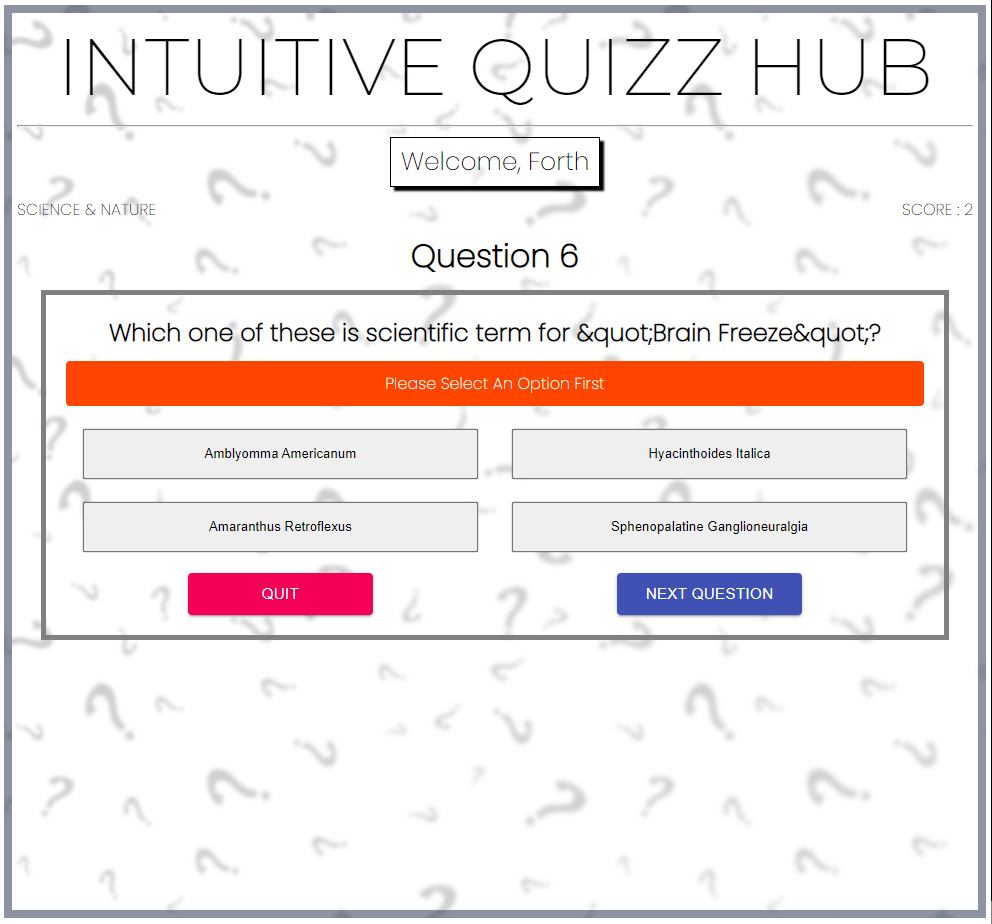 INTUITIVE QUIZZ HUB
Welcome, Forth
SCIENCE & NATURE
SCORE : 2
Question 6
Which one of these is scientific term for &quot;Brain Freeze&quot;?
Please Select An Option First
Amblyomma Americanum
Hyacinthoides Italica
Amaranthus Retroflexus
Sphenopalatine Ganglioneuralgia
QUIT
NEXT QUESTION